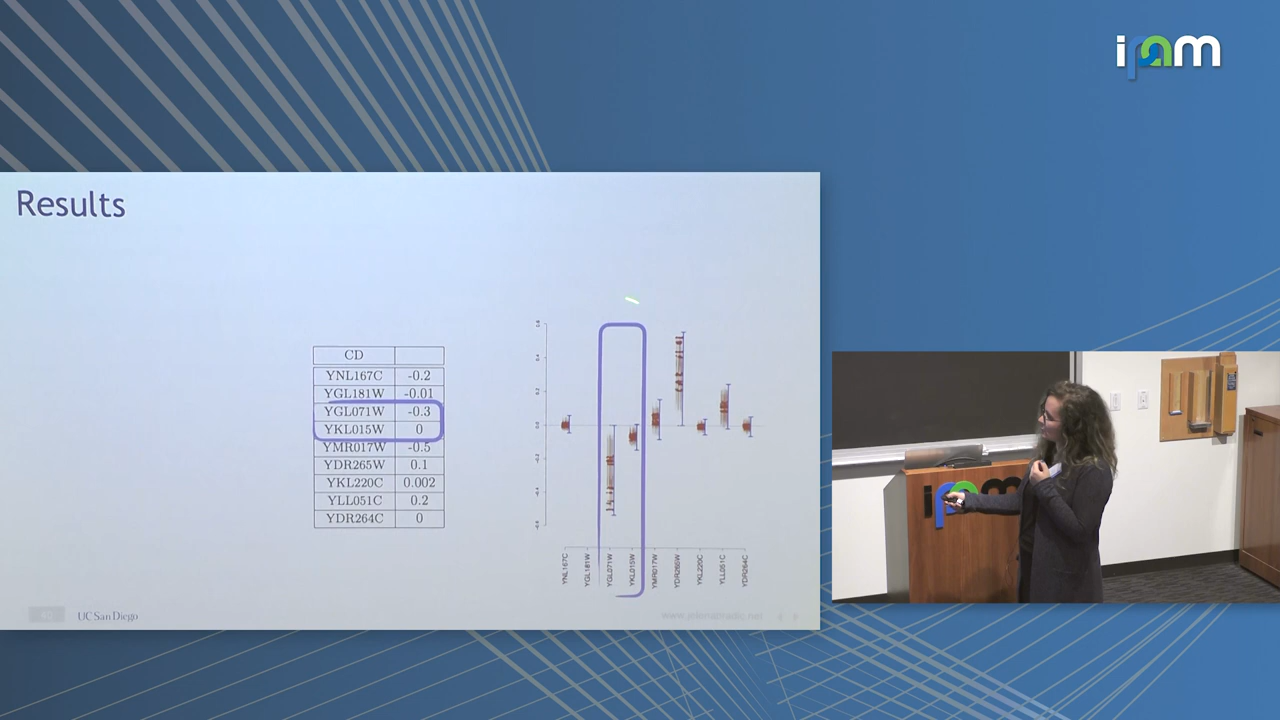 ipam
Results
CD
YNL167C -0.2
YGL181W -0.01
YGL071W -0.3
YKL015W 0
YMR017W -0.5
YDR265W 0.1
YKL220C 0.002
YLL051C 0.2
YDR264C 0
YNL167C
YGL181W
YGL071W
YKL015W
YMR017W
YDR265W
YKL220C
YLL051C
YDR264C
UC San Diego
ipam